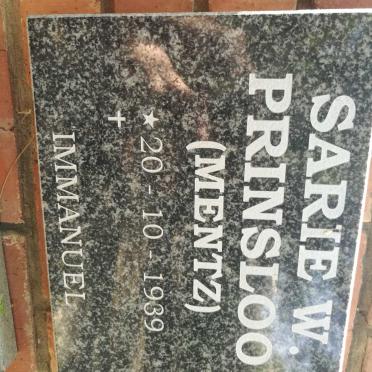 SARIE W.
PRINSLOO
(MENTZ)
★ 20 - 10 - 1939
✝
IMMANUEL